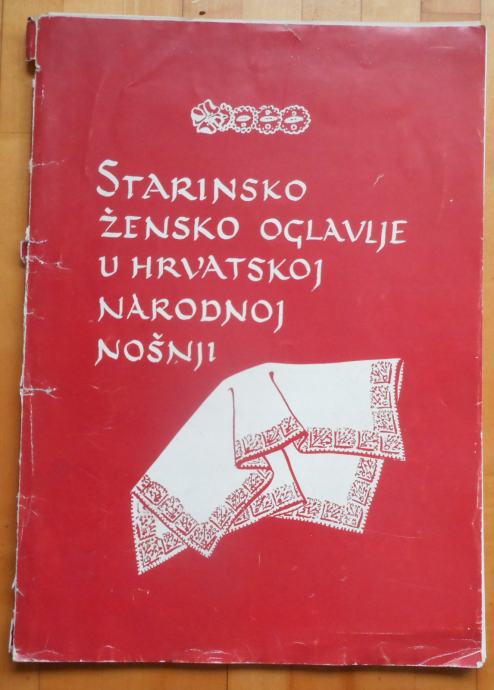 STARINSKO
ŽENSKO OGLAVLJE
U HRVATSKOJ
NARODNOJ
NOŠNJI